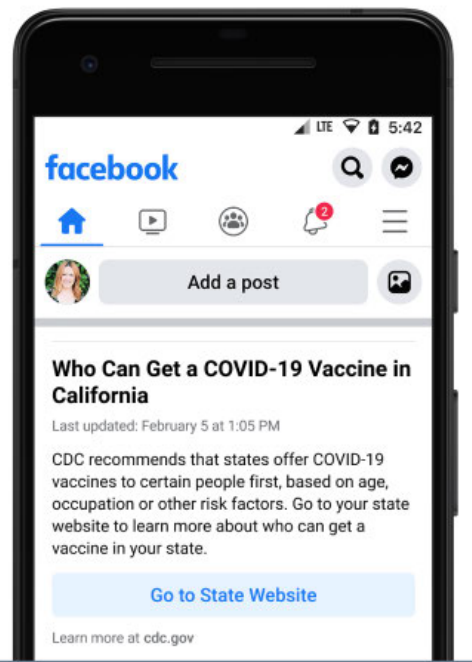 LTE 5:42
facebook
2
Add a post
Who Can Get a COVID-19 Vaccine in
California
Last updated: February 5 at 1:05 PM
CDC recommends that states offer COVID-19
vaccines to certain people first, based on age,
occupation or other risk factors. Go to your state
website to learn more about who can get a
vaccine in your state.
Go to State Website
Learn more at cdc.gov